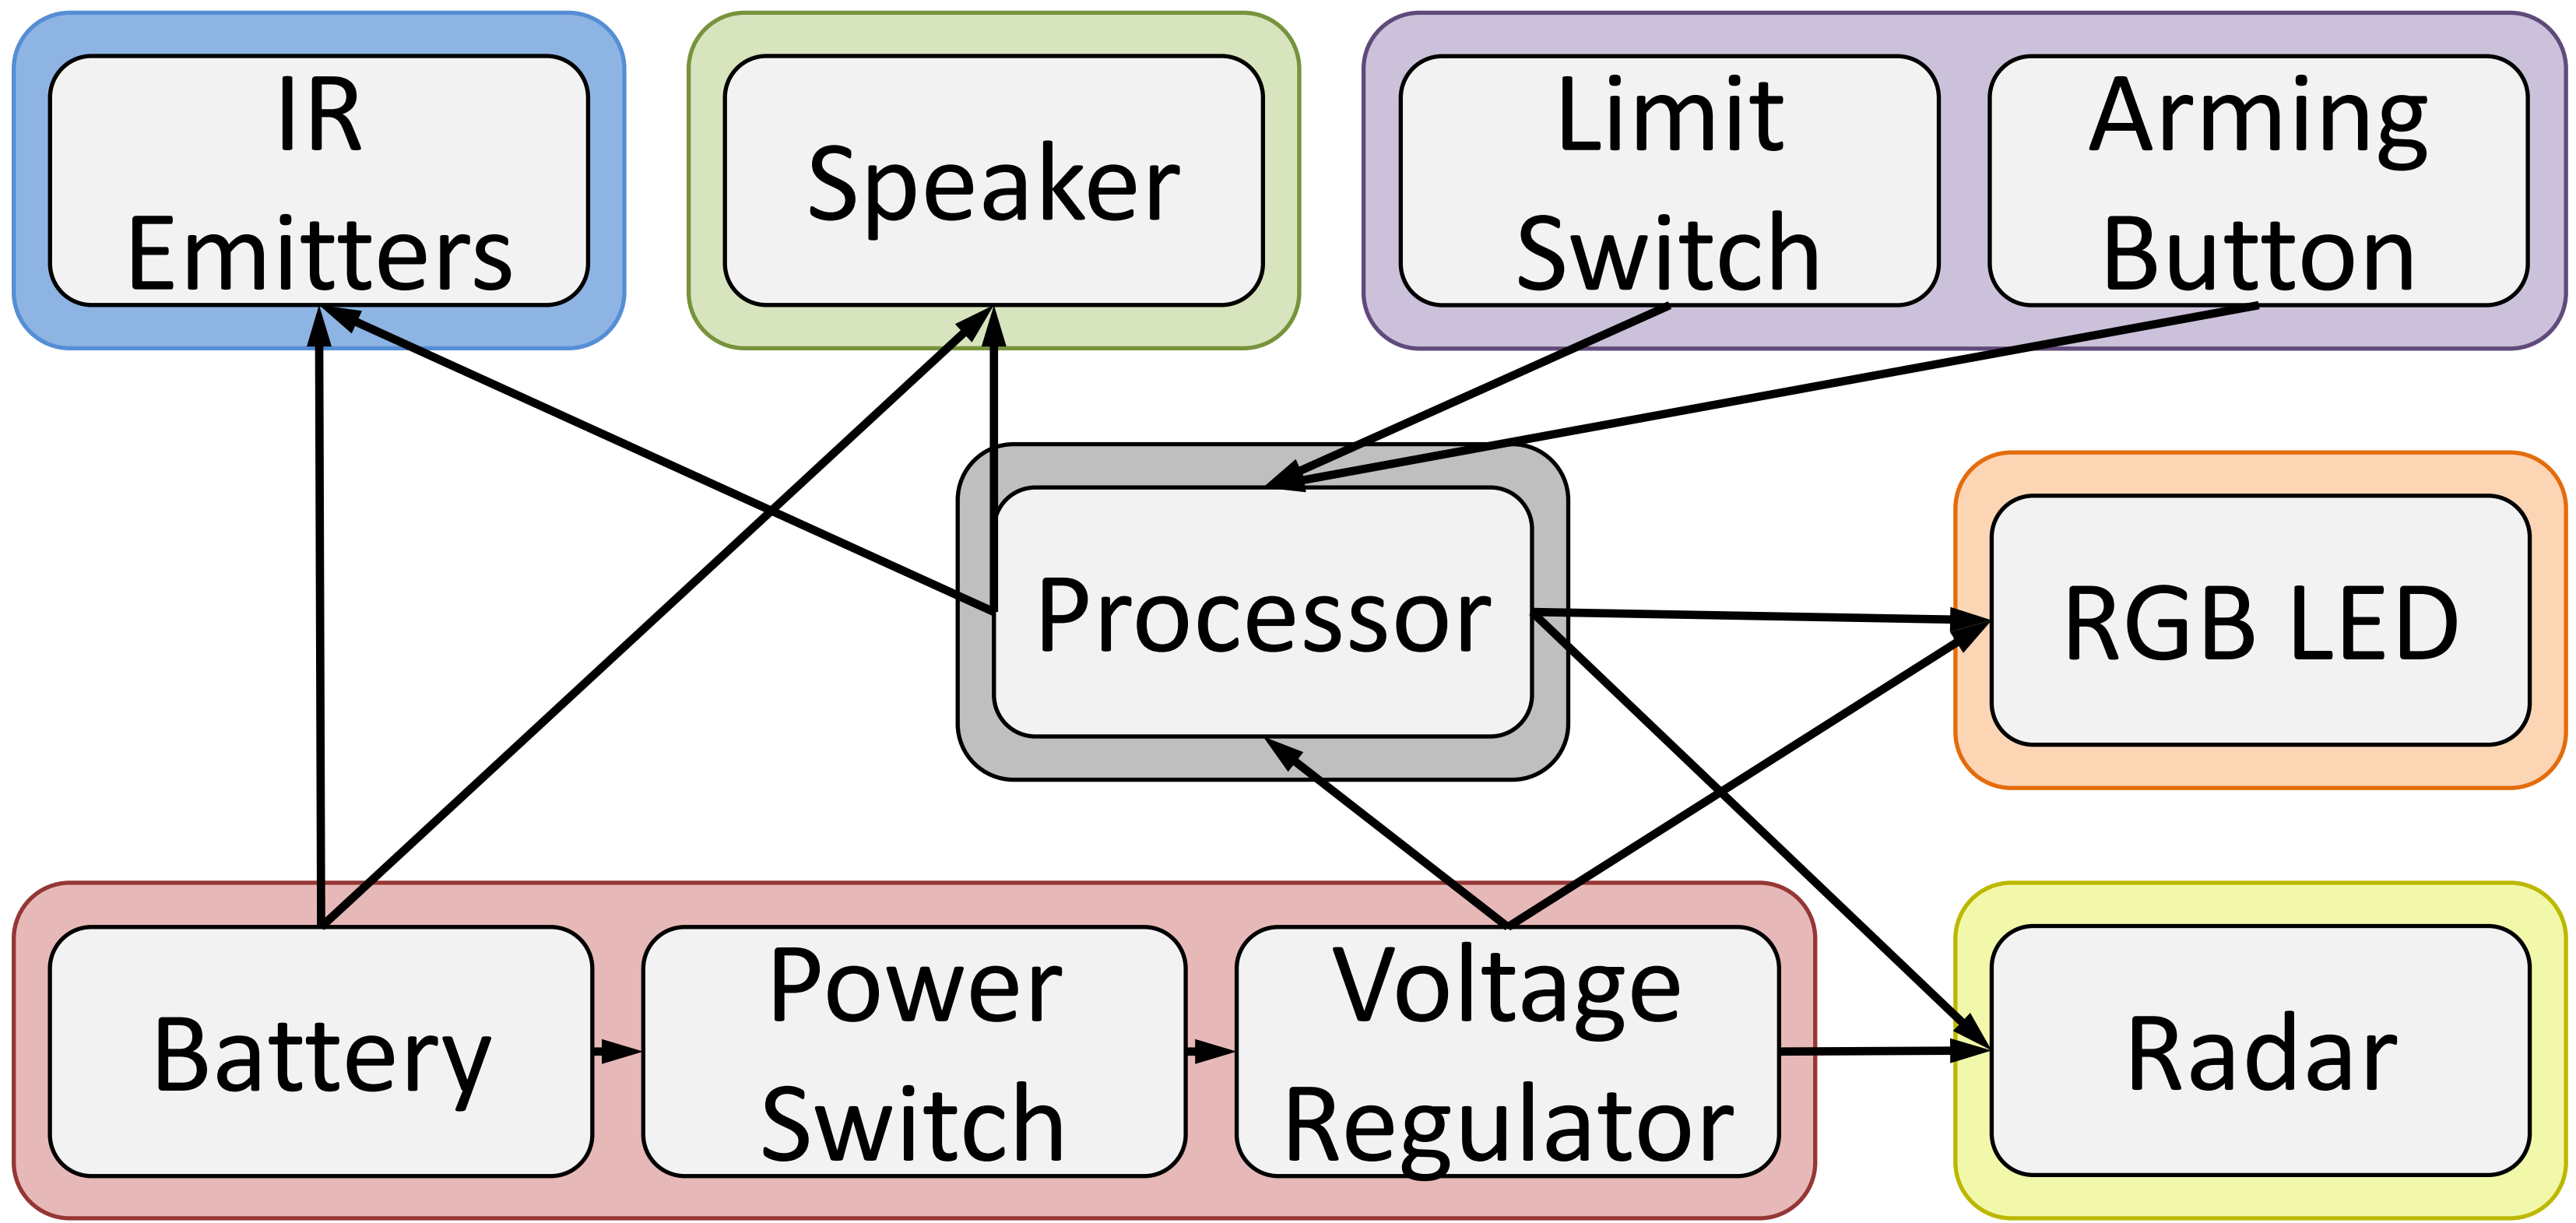 IR
Emitters
Speaker
Limit
Switch
Arming
Button
Processor
RGB LED
Battery
Power
Switch
Voltage
Regulator
Radar